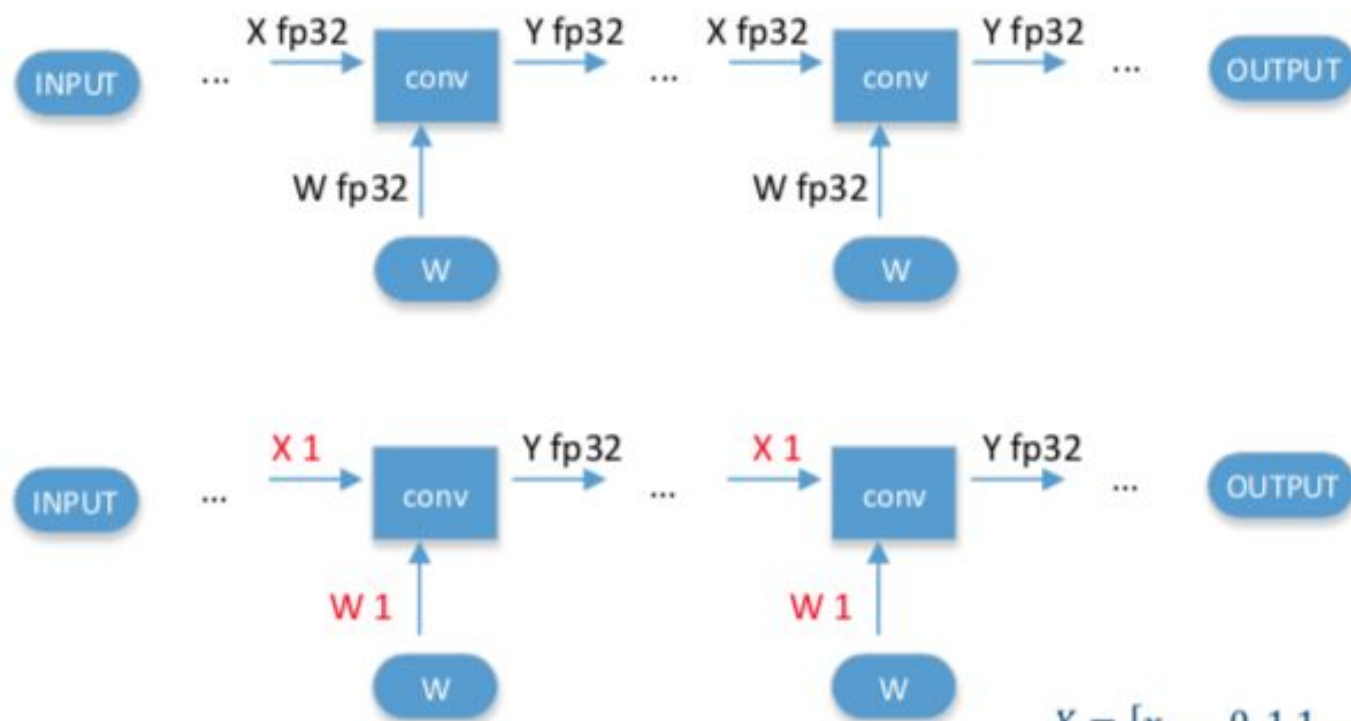 X fp32 Y fp32 X fp32 Y fp32
INPUT ... conv ... conv ... OUTPUT
W fp32 W fp32
W W
X 1 Y fp32 X 1 Y fp32
INPUT ... conv ... conv ... OUTPUT
W 1 W 1
W W